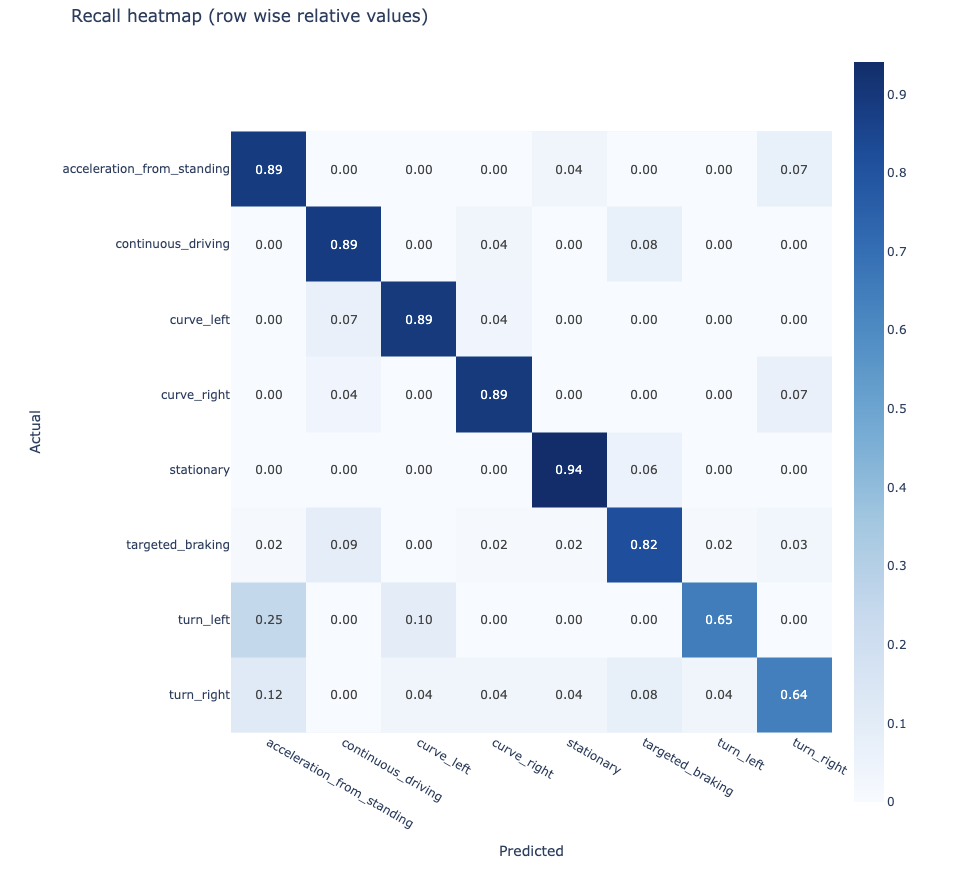 Recall heatmap (row wise relative values)
acceleration_from_standing 0.89 0.00 0.00 0.00 0.04 0.00 0.00 0.07
continuous_driving 0.00 0.89 0.00 0.04 0.00 0.08 0.00 0.00
curve_left 0.00 0.07 0.89 0.04 0.00 0.00 0.00 0.00
curve_right 0.00 0.04 0.00 0.89 0.00 0.00 0.00 0.07
stationary 0.00 0.00 0.00 0.00 0.94 0.06 0.00 0.00
targeted_braking 0.02 0.09 0.00 0.02 0.02 0.82 0.02 0.03
turn_left 0.25 0.00 0.10 0.00 0.00 0.00 0.65 0.00
turn_right 0.12 0.00 0.04 0.04 0.04 0.08 0.04 0.64
Actual
acceleration_from_standing
continuous_driving
curve_left
curve_right
stationary
targeted_braking
turn_left
turn_right
Predicted
0.9
0.8
0.7
0.6
0.5
0.4
0.3
0.2
0.1
0